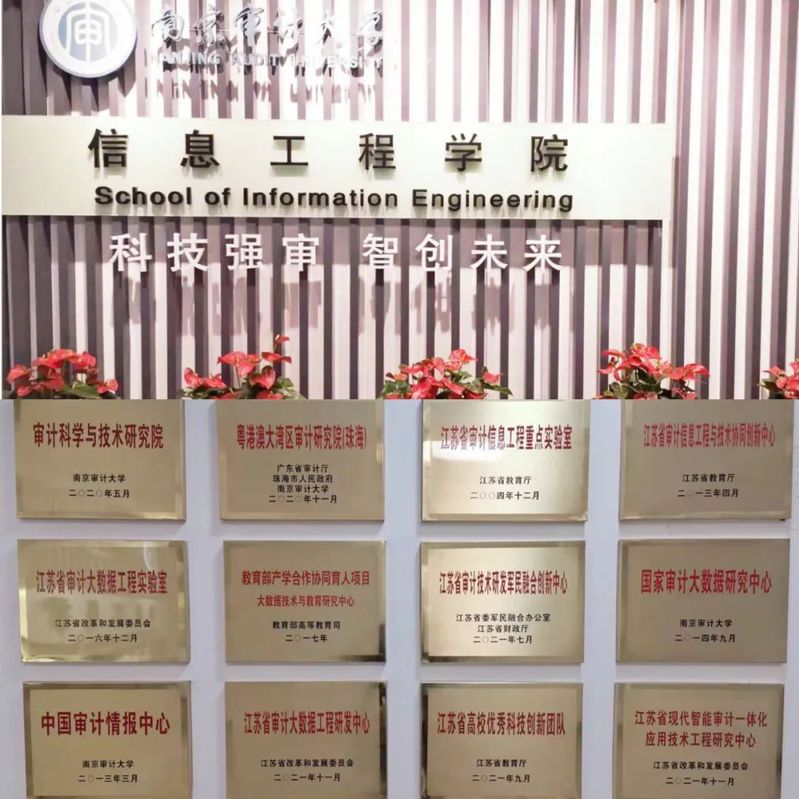 审
南京审计大学
NANJING AUDIT UNIVERSITY
信息工程学院
School of Information Engineering
科技强审 智创未来
审计科学与技术研究院
南京审计大学
二〇二〇年五月
粤港澳大湾区审计研究院(珠海)
广东省审计厅
珠海市人民政府
南京审计大学
二〇二〇年十一月
江苏省审计信息工程重点实验室
江苏省教育厅
二〇〇四年十二月
江苏省审计信息工程与技术协同创新中心
江苏省教育厅
二〇一三年四月
江苏省审计大数据工程实验室
江苏省改革和发展委员会
二〇一六年十二月
教育部产学合作协同育人项目
大数据技术与教育研究中心
教育部高等教育司
二〇一七年
江苏省审计技术研发军民融合创新中心
江苏省委军民融合办公室
江苏省财政厅
二〇二一年七月
国家审计大数据研究中心
南京审计大学
二〇一四年九月
中国审计情报中心
南京审计大学
二〇一三年三月
江苏省审计大数据工程研发中心
江苏省改革和发展委员会
二〇二一年十一月
江苏省高校优秀科技创新团队
江苏省教育厅
二〇二一年九月
江苏省现代智能审计一体化
应用技术工程研究中心
江苏省改革和发展委员会
二〇二一年十一月